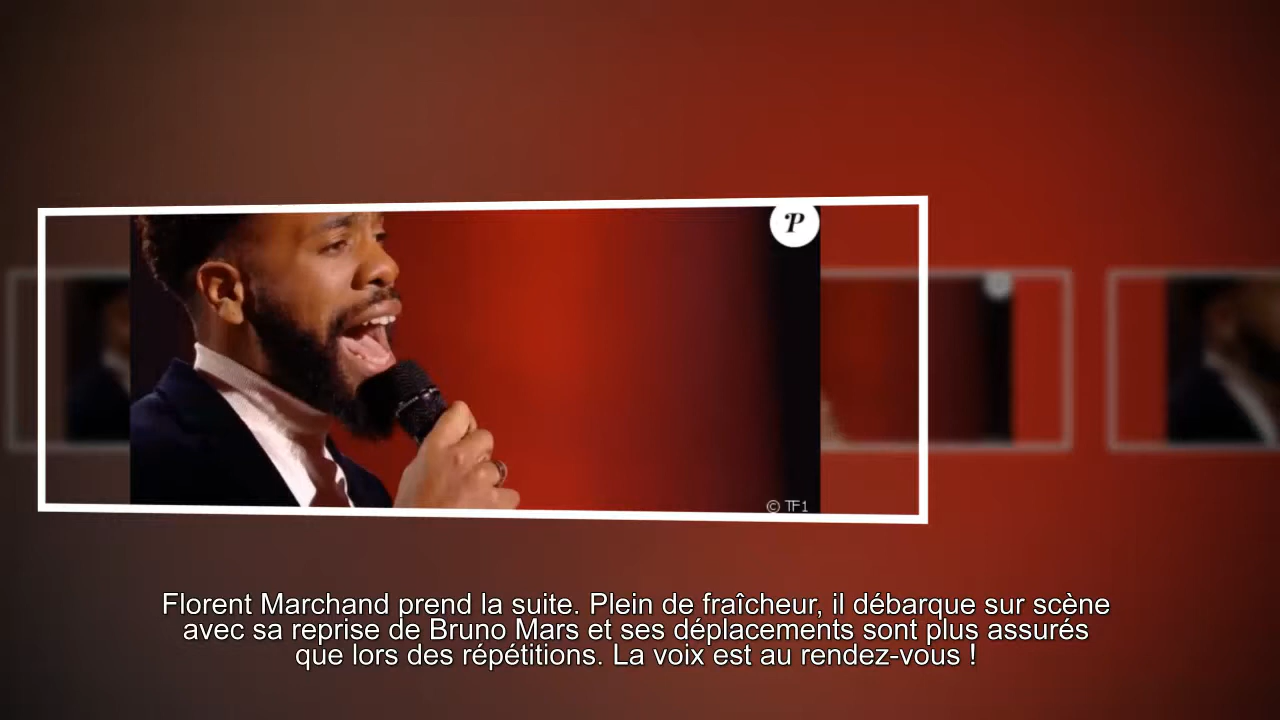 P
© TF1
Florent Marchand prend la suite. Plein de fraîcheur, il débarque sur scène
avec sa reprise de Bruno Mars et ses déplacements sont plus assurés
que lors des répétitions. La voix est au rendez-vous !